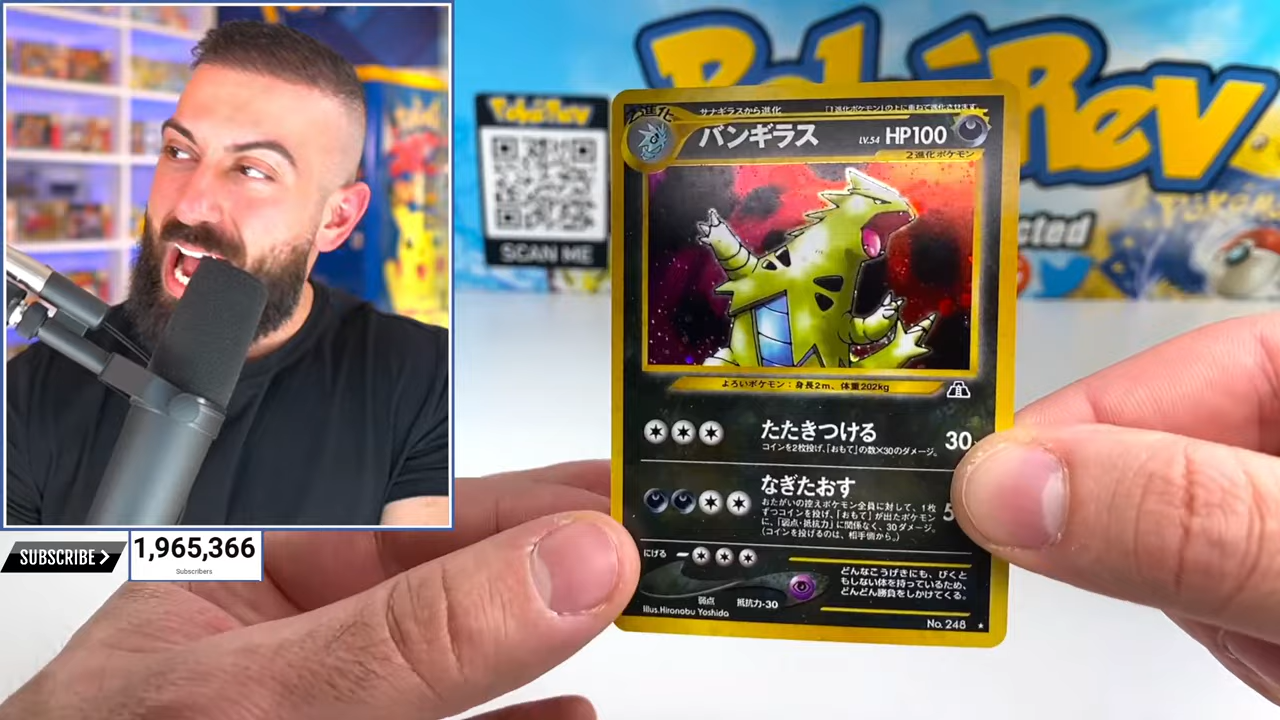 PokéRev
PokéRev
SCAN ME
SUBSCRIBE >
1,965,366
Subscribers
2進化
サナギラスから進化
「1進化ポケモン」の上に重ねて進化させます。
バンギラス
LV.54 HP100
2進化ポケモン
よろいポケモン:身長2m、体重202kg
たたきつける
30
コインを2枚投げ、「おもて」の数×30のダメージ。
なぎたおす
おたがいの控えポケモン全員に対して、1枚
ずつコインを投げ、「おもて」が出たポケモン
に、「弱点・抵抗力」に関係なく、30ダメージ。
(コインを投げるのは、相手側から。)
5
にげる
弱点
抵抗力 -30
どんなこうげきにも、びくと
もしない体を持っているため、
どんどん勝負をしかけてくる。
Illus.Hironobu Yoshida
No. 248